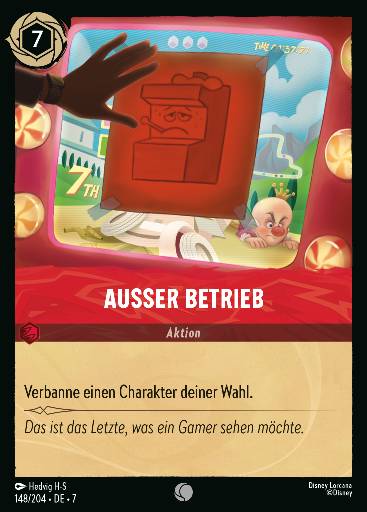 7
7TH
AUSSER BETRIEB
Aktion
Verbanne einen Charakter deiner Wahl.
Das ist das Letzte, was ein Gamer sehen möchte.
Hedvig H-S
Disney Lorcana
148/204 • DE • 7
©Disney